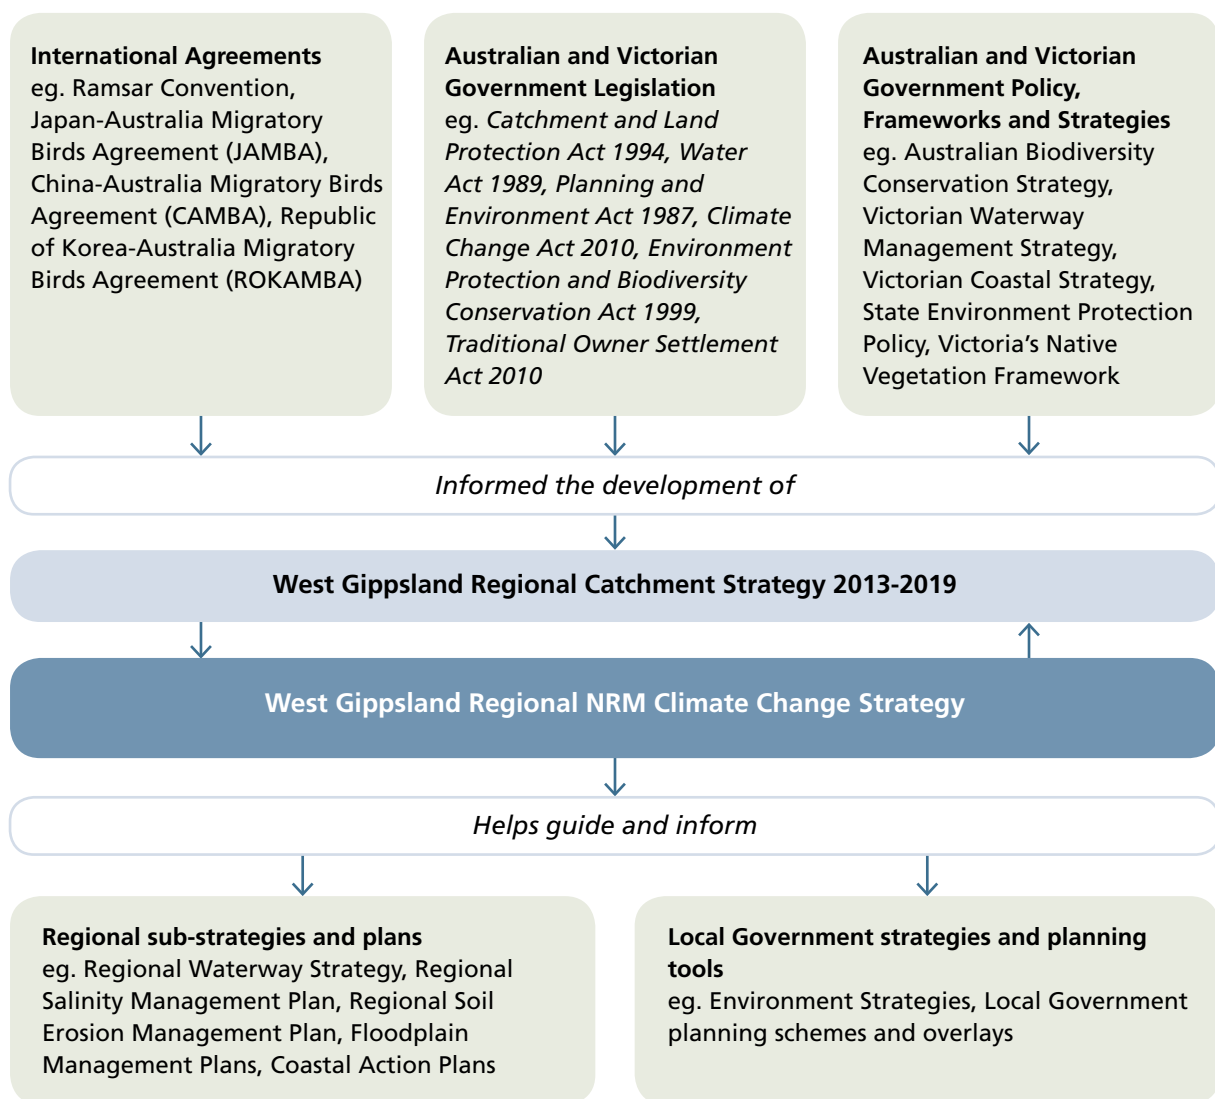 International Agreements
eg. Ramsar Convention,
Japan-Australia Migratory
Birds Agreement (JAMBA),
China-Australia Migratory Birds
Agreement (CAMBA), Republic
of Korea-Australia Migratory
Birds Agreement (ROKAMBA)
Australian and Victorian
Government Legislation
eg. Catchment and Land
Protection Act 1994, Water
Act 1989, Planning and
Environment Act 1987, Climate
Change Act 2010, Environment
Protection and Biodiversity
Conservation Act 1999,
Traditional Owner Settlement
Act 2010
Australian and Victorian
Government Policy,
Frameworks and Strategies
eg. Australian Biodiversity
Conservation Strategy,
Victorian Waterway
Management Strategy,
Victorian Coastal Strategy,
State Environment Protection
Policy, Victoria’s Native
Vegetation Framework
Informed the development of
West Gippsland Regional Catchment Strategy 2013-2019
West Gippsland Regional NRM Climate Change Strategy
Helps guide and inform
Regional sub-strategies and plans
eg. Regional Waterway Strategy, Regional
Salinity Management Plan, Regional Soil
Erosion Management Plan, Floodplain
Management Plans, Coastal Action Plans
Local Government strategies and planning
tools
eg. Environment Strategies, Local Government
planning schemes and overlays